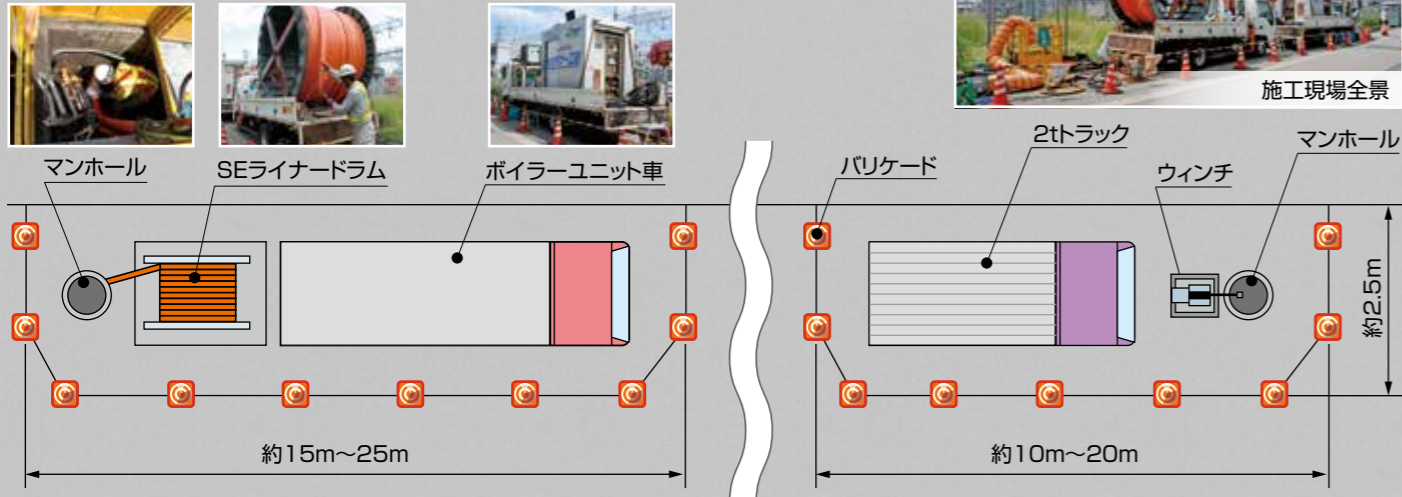 施工現場全景
マンホール
SEライナードラム
ボイラーユニット車
バリケード
2tトラック
ウィンチ
マンホール
約2.5m
約15m～25m
約10m～20m